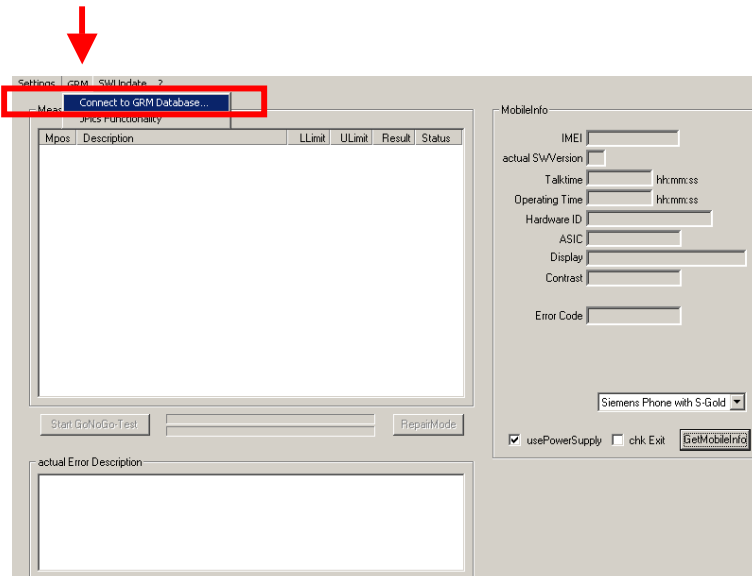 Settings GRM SWUpdate ?
Connect to GRM Database...
JPics Functionality
Meas
Mpos Description LLimit ULimit Result Status
Start GoNoGo-Test RepairMode
actual Error Description
MobileInfo
IMEI
actual SWVersion
Talktime hh:mm:ss
Operating Time hh:mm:ss
Hardware ID
ASIC
Display
Contrast
Error Code
Siemens Phone with S-Gold
usePowerSupply chk Exit GetMobileInfo